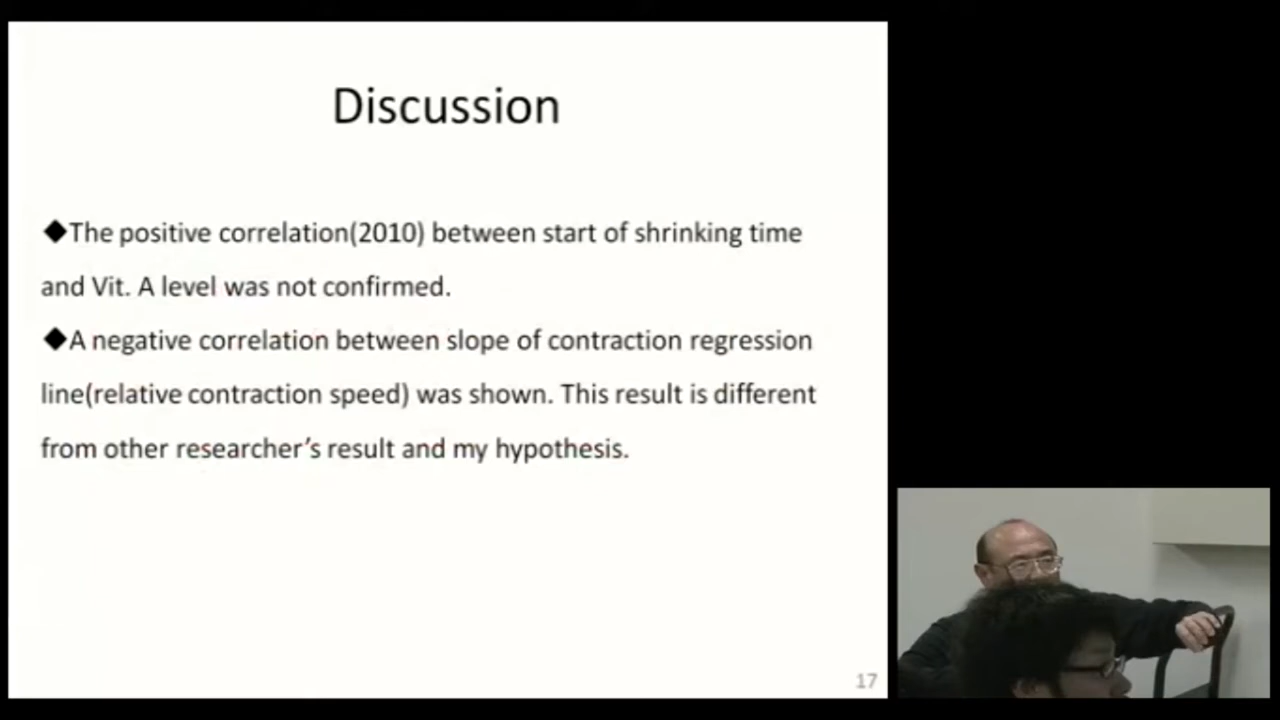 Discussion
◆The positive correlation(2010) between start of shrinking time
and Vit. A level was not confirmed.
◆A negative correlation between slope of contraction regression
line(relative contraction speed) was shown. This result is different
from other researcher's result and my hypothesis.
17